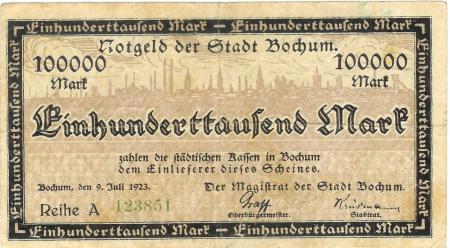 Einhunderttausend Mark
Einhunderttausend Mark
Einhunderttausend Mark
Notgeld der Stadt Bochum.
100000 100000
Mark Mark
Einhunderttausend Mark
zahlen die städtischen Kassen in Bochum
dem Einlieferer dieses Scheines.
Bochum, den 9. Juli 1923. Der Magistrat der Stadt Bochum.
Reihe A 123851
Oberbürgermeister. Stadtrat.
Einhunderttausend Mark